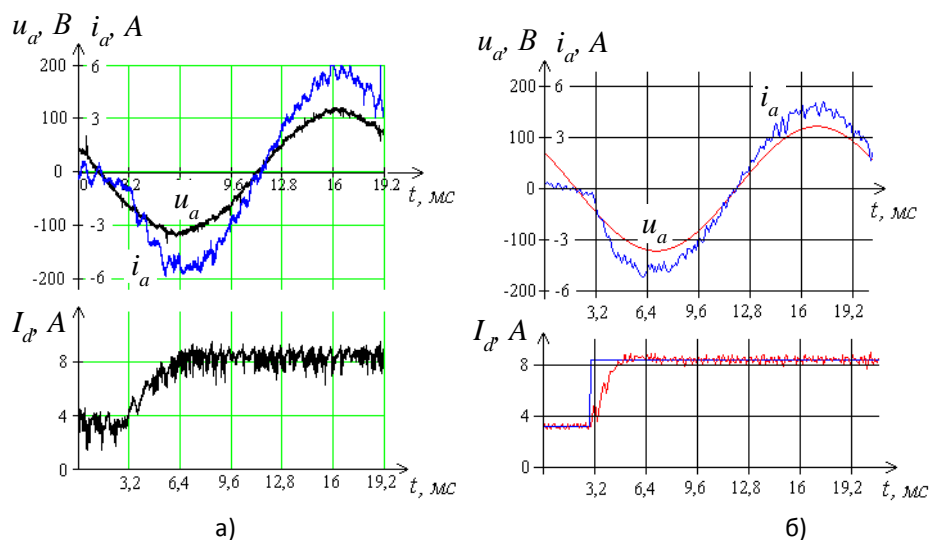 u_a, B i_a, A
200 6
100 3
0 0 3,2 9,6 12,8 16 19,2
t, мс
u_a
-100 -3
i_a
-200 -6
I_d, A
8
4
0
3,2 6,4 9,6 12,8 16 19,2 t, мс
а)
u_a, B i_a, A
200 6
i_a
100 3
0
t, мс
u_a
-100 -3
-200 -6
3,2 6,4 9,6 12,8 16 19,2
I_d, A
8
4
0
3,2 6,4 9,6 12,8 16 19,2 t, мс
б)